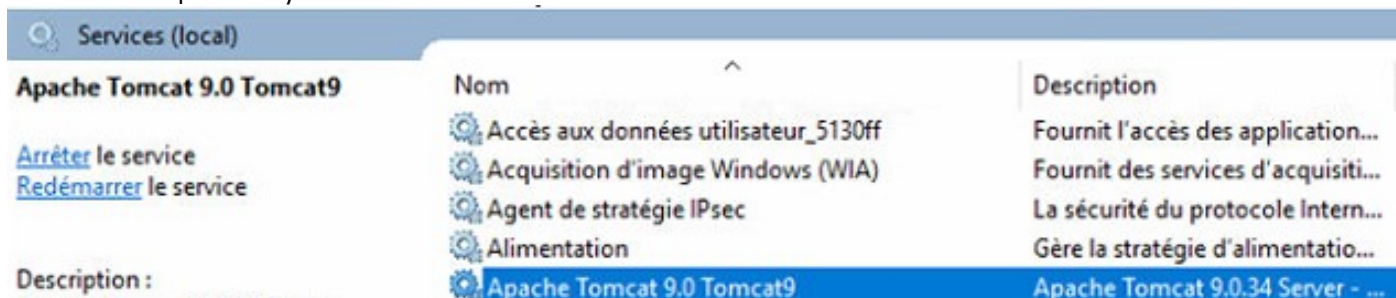 Services (local)
Apache Tomcat 9.0 Tomcat9
Arrêter le service
Redémarrer le service
Description :
Nom Description
Accès aux données utilisateur_5130ff Fournit l'accès des application...
Acquisition d'image Windows (WIA) Fournit des services d'acquisiti...
Agent de stratégie IPsec La sécurité du protocole Intern...
Alimentation Gère la stratégie d'alimentatio...
Apache Tomcat 9.0 Tomcat9 Apache Tomcat 9.0.34 Server - ...